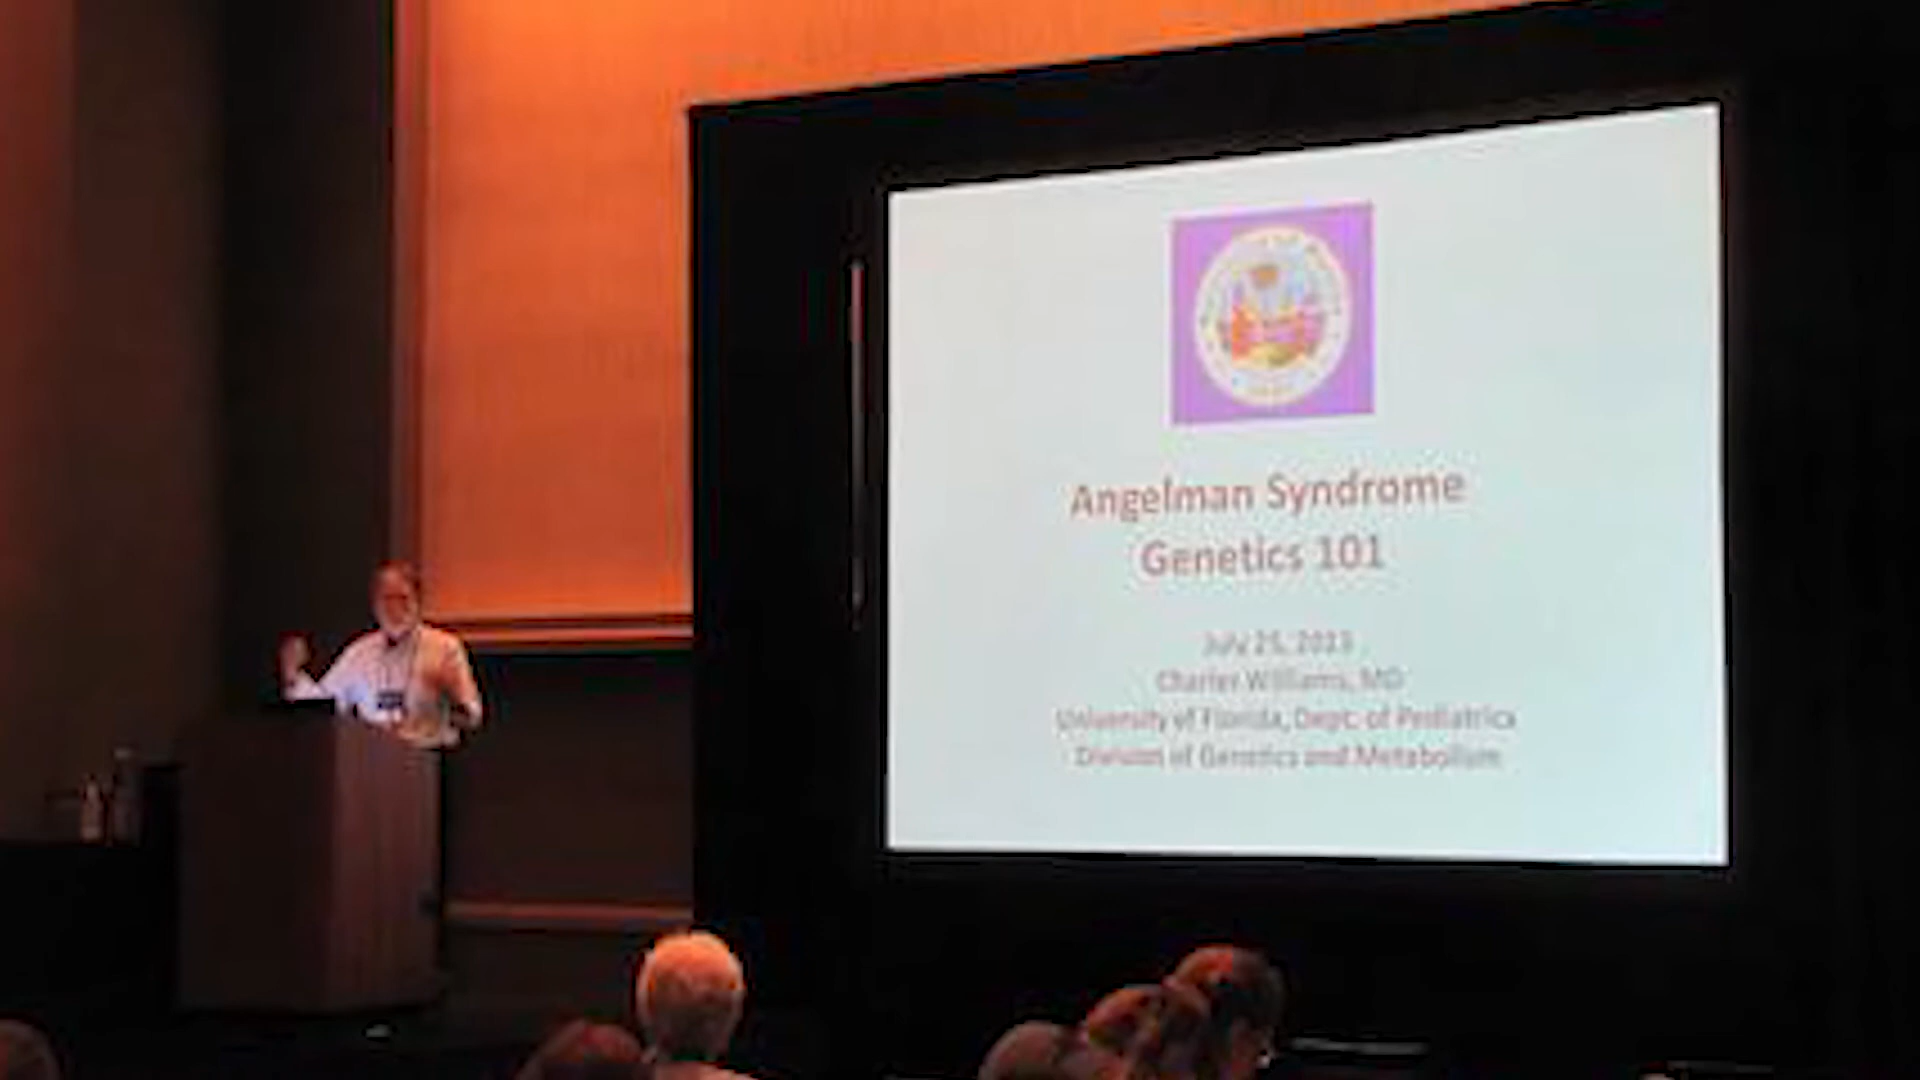 Angelman Syndrome
Genetics 101
July 25, 2013
Charles Williams, MD
University of Florida, Dept. of Pediatrics
Division of Genetics and Metabolism